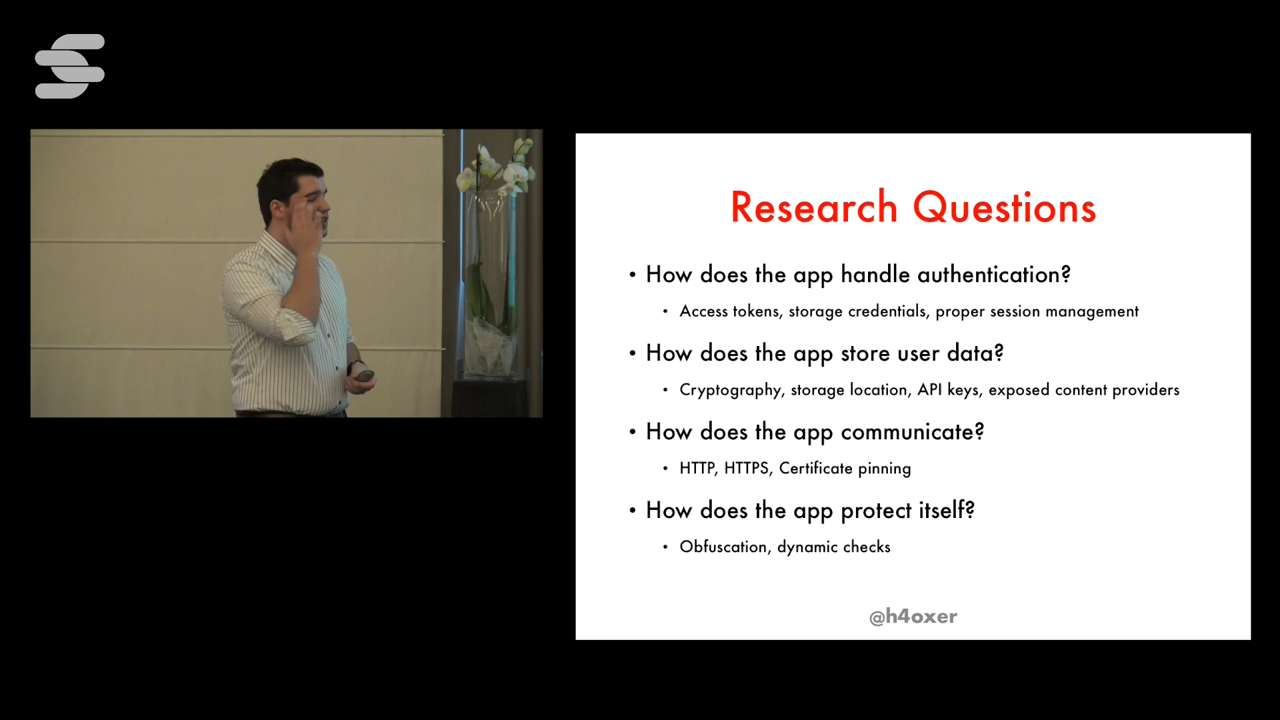 Research Questions
• How does the app handle authentication?
• Access tokens, storage credentials, proper session management
• How does the app store user data?
• Cryptography, storage location, API keys, exposed content providers
• How does the app communicate?
• HTTP, HTTPS, Certificate pinning
• How does the app protect itself?
• Obfuscation, dynamic checks
@h4oxer